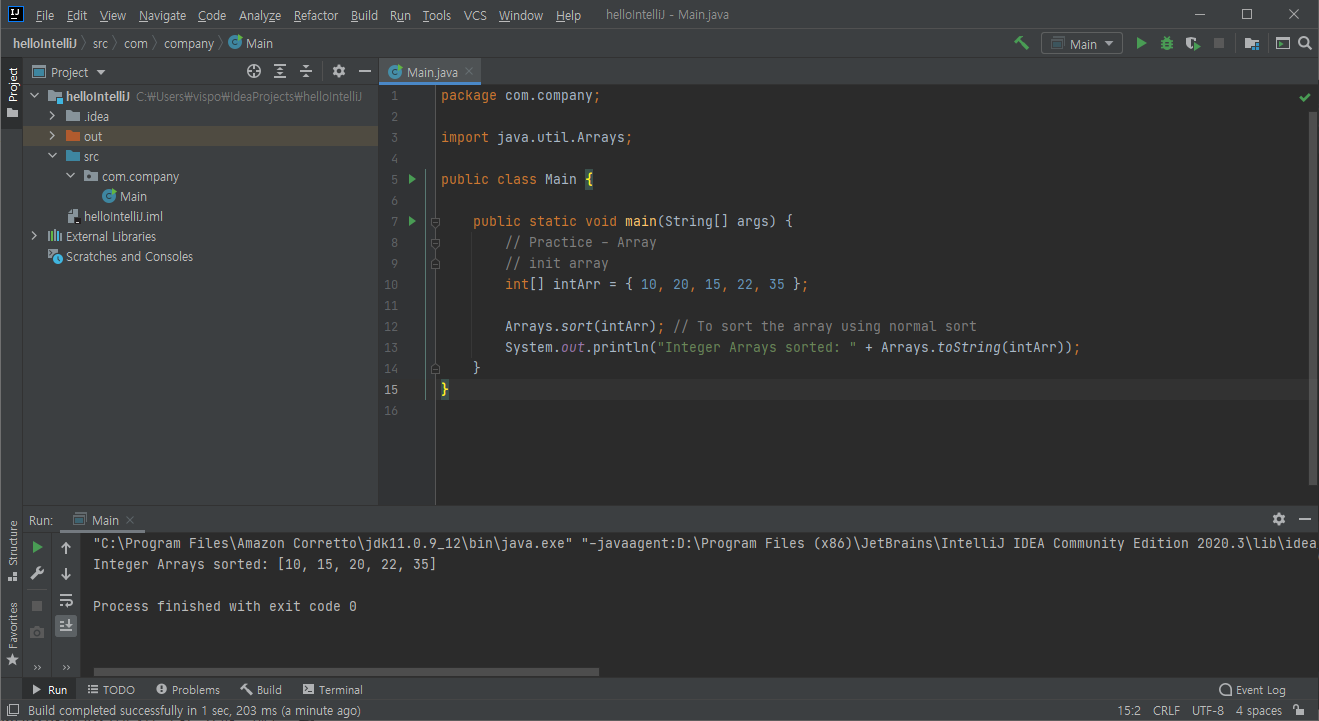 File Edit View Navigate Code Analyze Refactor Build Run Tools VCS Window Help helloIntelliJ - Main.java
helloIntelliJ src com company Main Main
Project Project Main.java
helloIntelliJ C:₩Users₩vispo₩IdeaProjects₩helloIntelliJ
.idea
out
src
com.company
Main
helloIntelliJ.iml
External Libraries
Scratches and Consoles
1 package com.company;
2
3 import java.util.Arrays;
4
5 public class Main {
6
7 public static void main(String[] args) {
8 // Practice - Array
9 // init array
10 int[] intArr = { 10, 20, 15, 22, 35 };
11
12 Arrays.sort(intArr); // To sort the array using normal sort
13 System.out.println("Integer Arrays sorted: " + Arrays.toString(intArr));
14 }
15 }
16
Run: Main
Structure
Favorites
"C:\Program Files\Amazon Corretto\jdk11.0.9_12\bin\java.exe" "-javaagent:D:\Program Files (x86)\JetBrains\IntelliJ IDEA Community Edition 2020.3\lib\idea
Integer Arrays sorted: [10, 15, 20, 22, 35]
Process finished with exit code 0
Run TODO Problems Build Terminal Event Log
Build completed successfully in 1 sec, 203 ms (a minute ago) 15:2 CRLF UTF-8 4 spaces